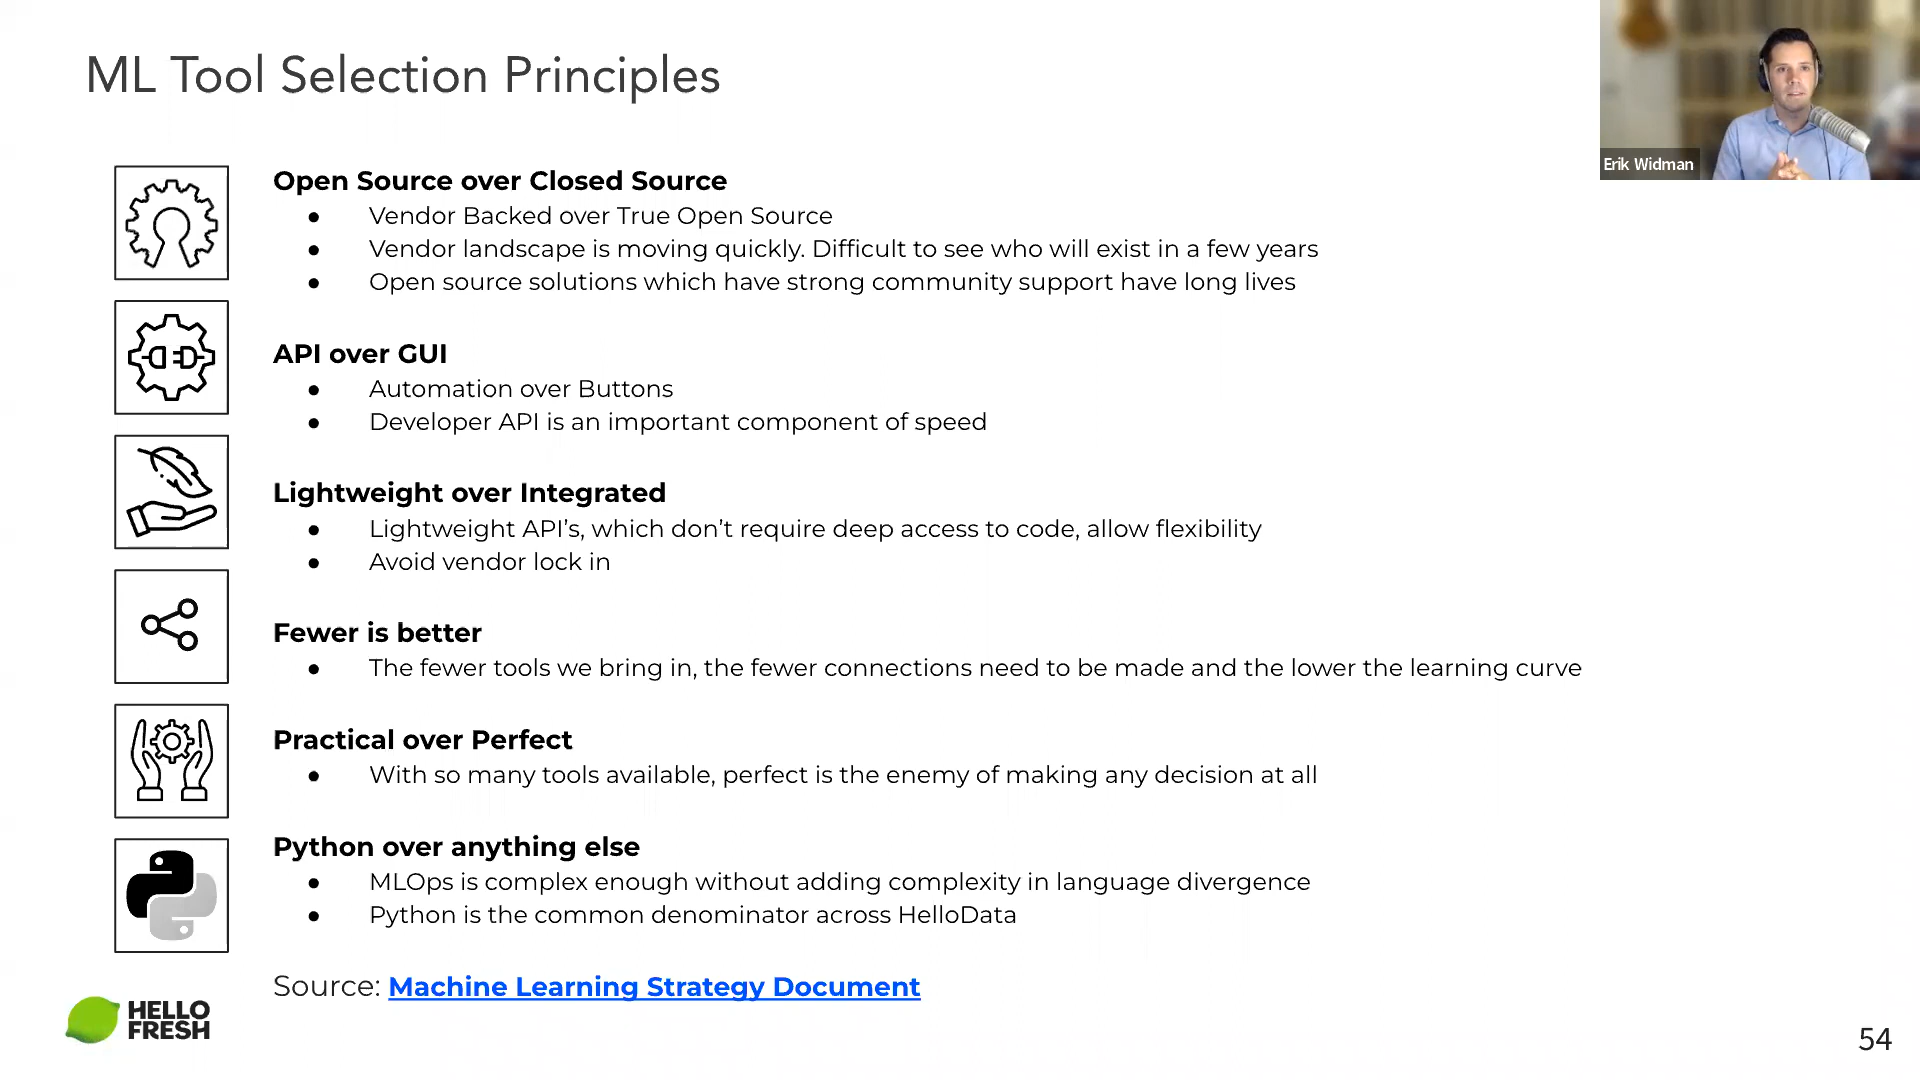 ML Tool Selection Principles
Erik Widman
Open Source over Closed Source
● Vendor Backed over True Open Source
● Vendor landscape is moving quickly. Difficult to see who will exist in a few years
● Open source solutions which have strong community support have long lives
API over GUI
● Automation over Buttons
● Developer API is an important component of speed
Lightweight over Integrated
● Lightweight API’s, which don’t require deep access to code, allow flexibility
● Avoid vendor lock in
Fewer is better
● The fewer tools we bring in, the fewer connections need to be made and the lower the learning curve
Practical over Perfect
● With so many tools available, perfect is the enemy of making any decision at all
Python over anything else
● MLOps is complex enough without adding complexity in language divergence
● Python is the common denominator across HelloData
Source: Machine Learning Strategy Document
HELLO
FRESH
54